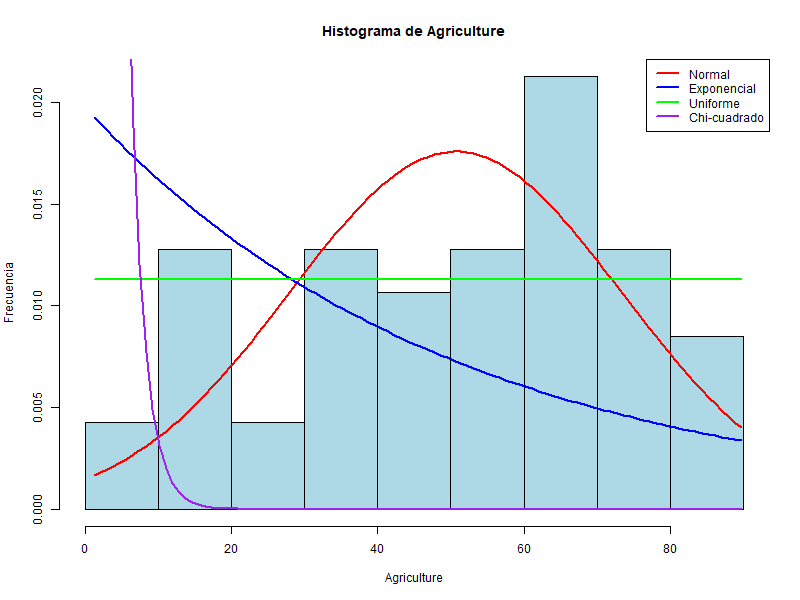 Histograma de Agriculture
Normal
Exponencial
Uniforme
Chi-cuadrado
Frecuencia
0.020
0.015
0.010
0.005
0.000
0 20 40 60 80
Agriculture